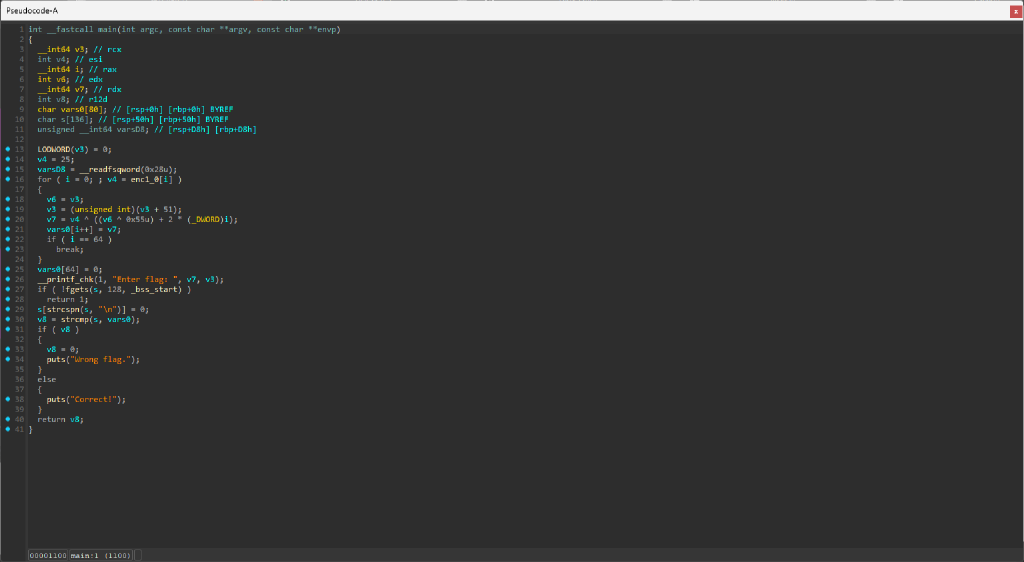 Pseudocode-A
x
1 int __fastcall main(int argc, const char **argv, const char **envp)
2 {
3 __int64 v3; // rcx
4 int v4; // esi
5 __int64 i; // rax
6 int v6; // edx
7 __int64 v7; // rdx
8 int v8; // r12d
9 char vars0[80]; // [rsp+0h] [rbp+0h] BYREF
10 char s[136]; // [rsp+50h] [rbp+50h] BYREF
11 unsigned __int64 varsD8; // [rsp+D8h] [rbp+D8h]
12
13 LODWORD(v3) = 0;
14 v4 = 25;
15 varsD8 = __readfsqword(0x28u);
16 for ( i = 0; ; v4 = enc1_0[i] )
17 {
18 v6 = v3;
19 v3 = (unsigned int)(v3 + 51);
20 v7 = v4 ^ ((v6 ^ 0x55u) + 2 * (_DWORD)i);
21 vars0[i++] = v7;
22 if ( i == 64 )
23 break;
24 }
25 vars0[64] = 0;
26 __printf_chk(1, "Enter flag: ", v7, v3);
27 if ( !fgets(s, 128, _bss_start) )
28 return 1;
29 s[strcspn(s, "\n")] = 0;
30 v8 = strcmp(s, vars0);
31 if ( v8 )
32 {
33 v8 = 0;
34 puts("Wrong flag.");
35 }
36 else
37 {
38 puts("Correct!");
39 }
40 return v8;
41 }
00001100 main:1 (1100)